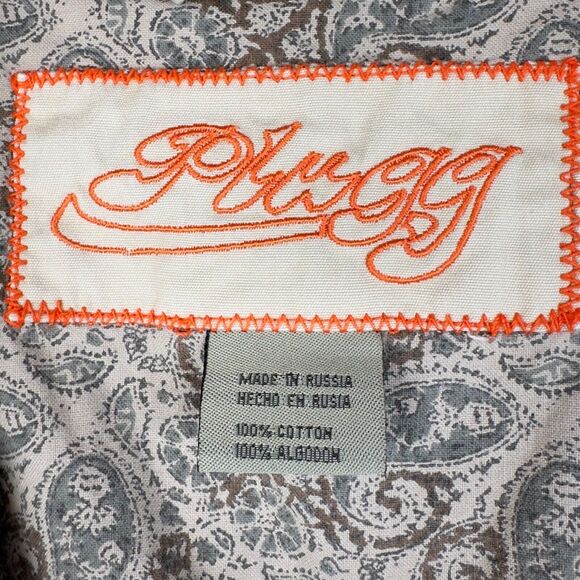 Plugg
MADE IN RUSSIA
HECHO EN RUSIA
100% COTTON
100% ALGODON